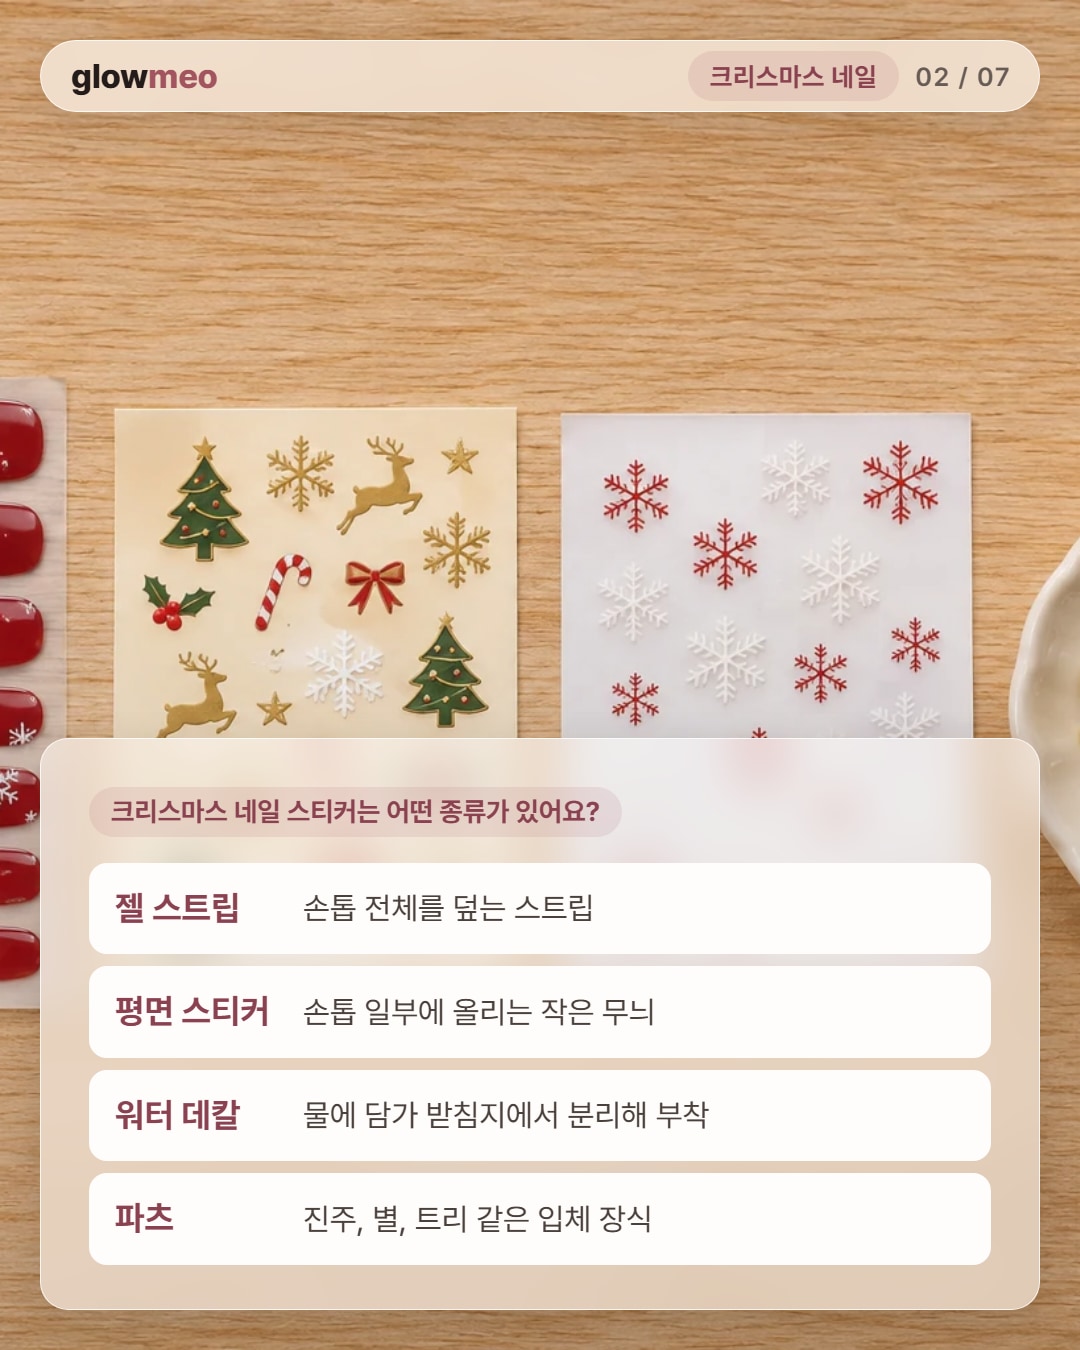 glowmeo
크리스마스 네일 02 / 07
크리스마스 네일 스티커는 어떤 종류가 있어요?
젤 스트립 손톱 전체를 덮는 스트립
평면 스티커 손톱 일부에 올리는 작은 무늬
워터 데칼 물에 담가 받침지에서 분리해 부착
파츠 진주, 별, 트리 같은 입체 장식